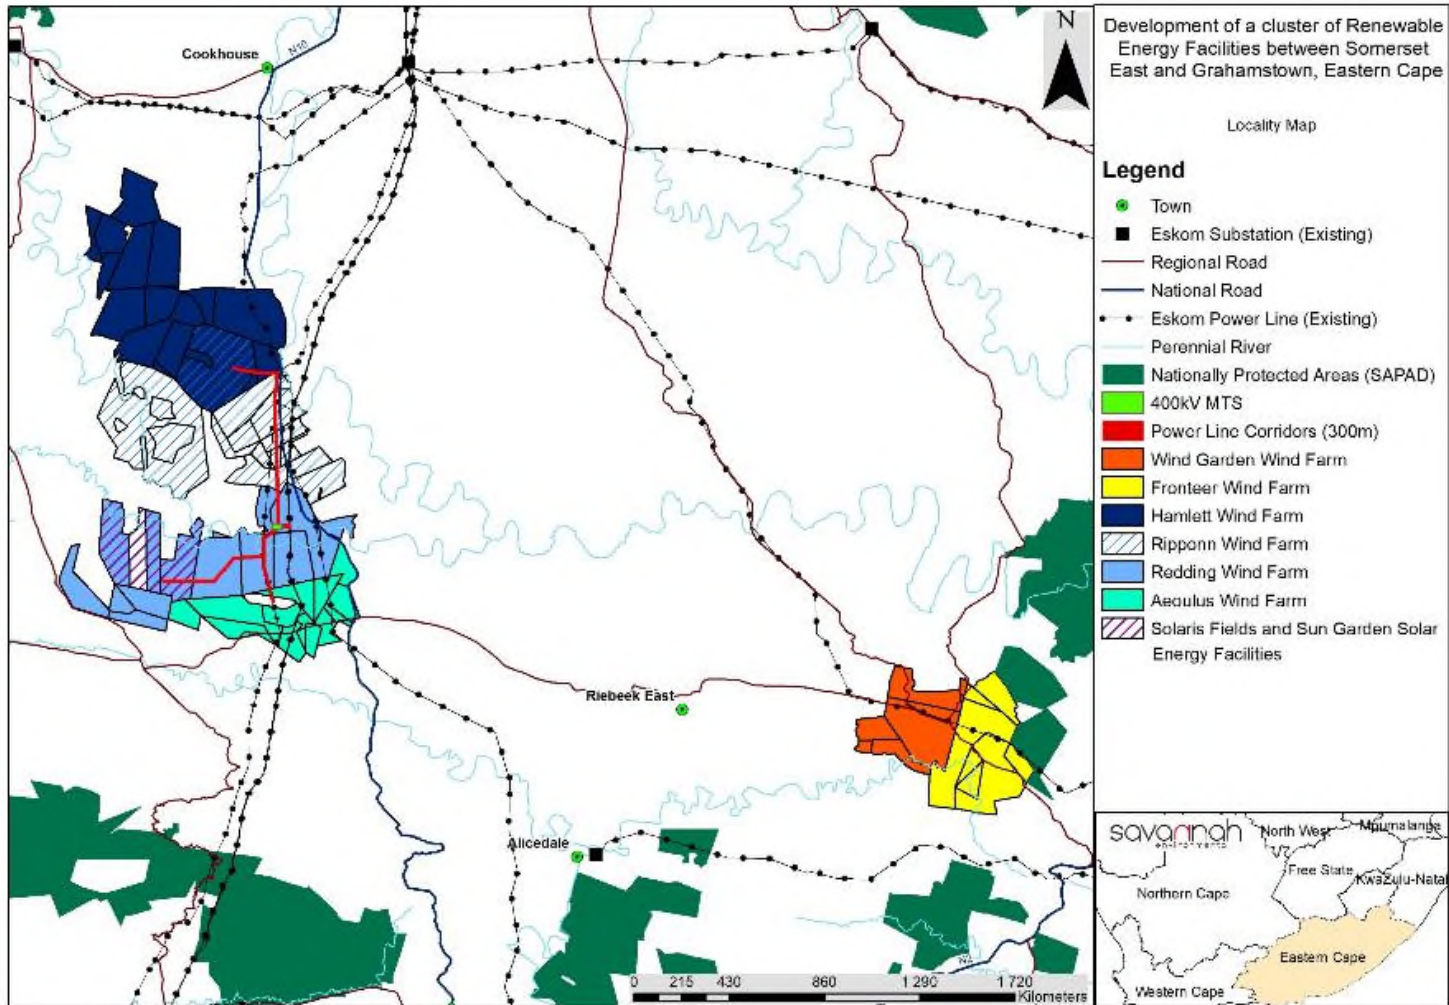 Cookhouse
N10
Riebeek East
Alicedale
N2
0 215 430 860 1290 1720
Kilometers
N
Development of a cluster of Renewable
Energy Facilities between Somerset
East and Grahamstown, Eastern Cape
Locality Map
Legend
Town
Eskom Substation (Existing)
Regional Road
National Road
Eskom Power Line (Existing)
Perennial River
Nationally Protected Areas (SAPAD)
400kV MTS
Power Line Corridors (300m)
Wind Garden Wind Farm
Fronteer Wind Farm
Hamlett Wind Farm
Ripponn Wind Farm
Redding Wind Farm
Aeoulus Wind Farm
Solaris Fields and Sun Garden Solar
Energy Facilities
savannah
environmental
North West
Mpumalanga
Free State
KwaZulu-Natal
Northern Cape
Eastern Cape
Western Cape